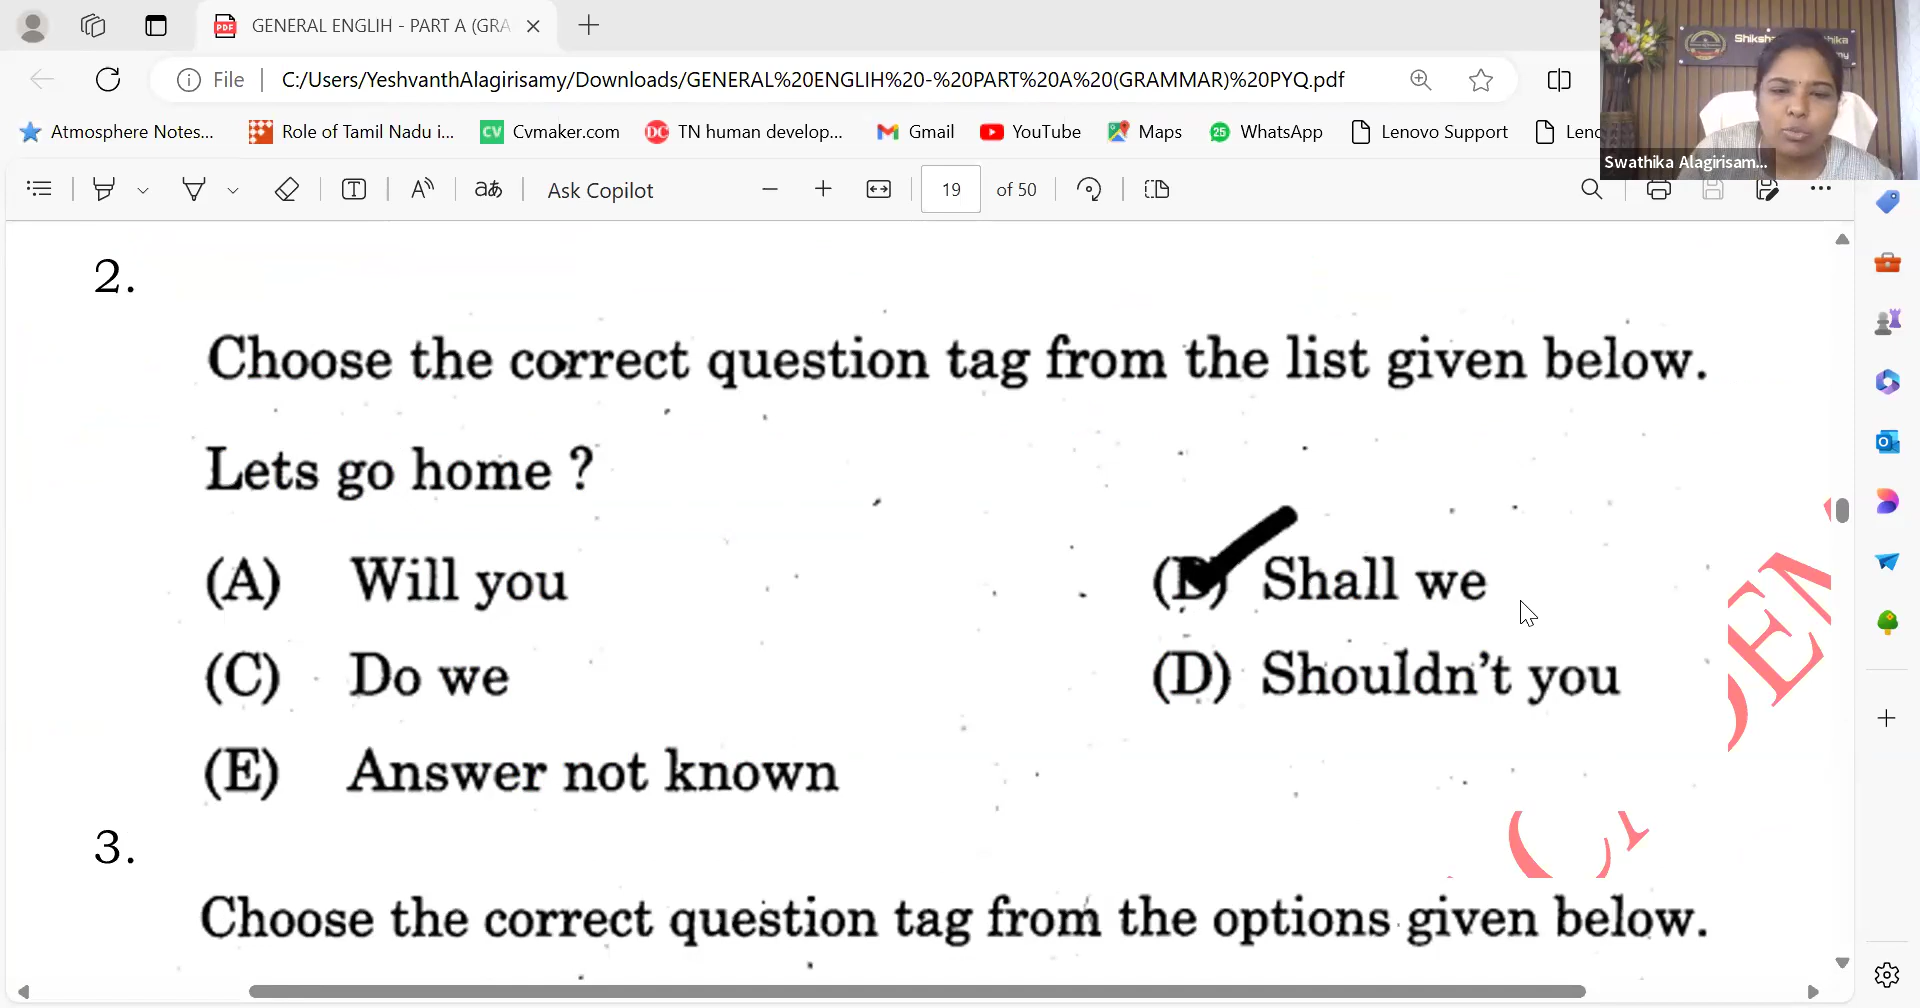 GENERAL ENGLIH - PART A (GRA
File
C:/Users/YeshvanthAlagirisamy/Downloads/GENERAL%20ENGLIH%20-%20PART%20A%20(GRAMMAR)%20PYQ.pdf
Atmosphere Notes... Role of Tamil Nadu i... Cvmaker.com TN human develop... Gmail YouTube Maps WhatsApp Lenovo Support Leno
Swathika Alagirisam...
Ask Copilot 19 of 50
2.
Choose the correct question tag from the list given below.
Lets go home ?
(A) Will you (B) Shall we
(C) Do we (D) Shouldn't you
(E) Answer not known
3.
Choose the correct question tag from the options given below.